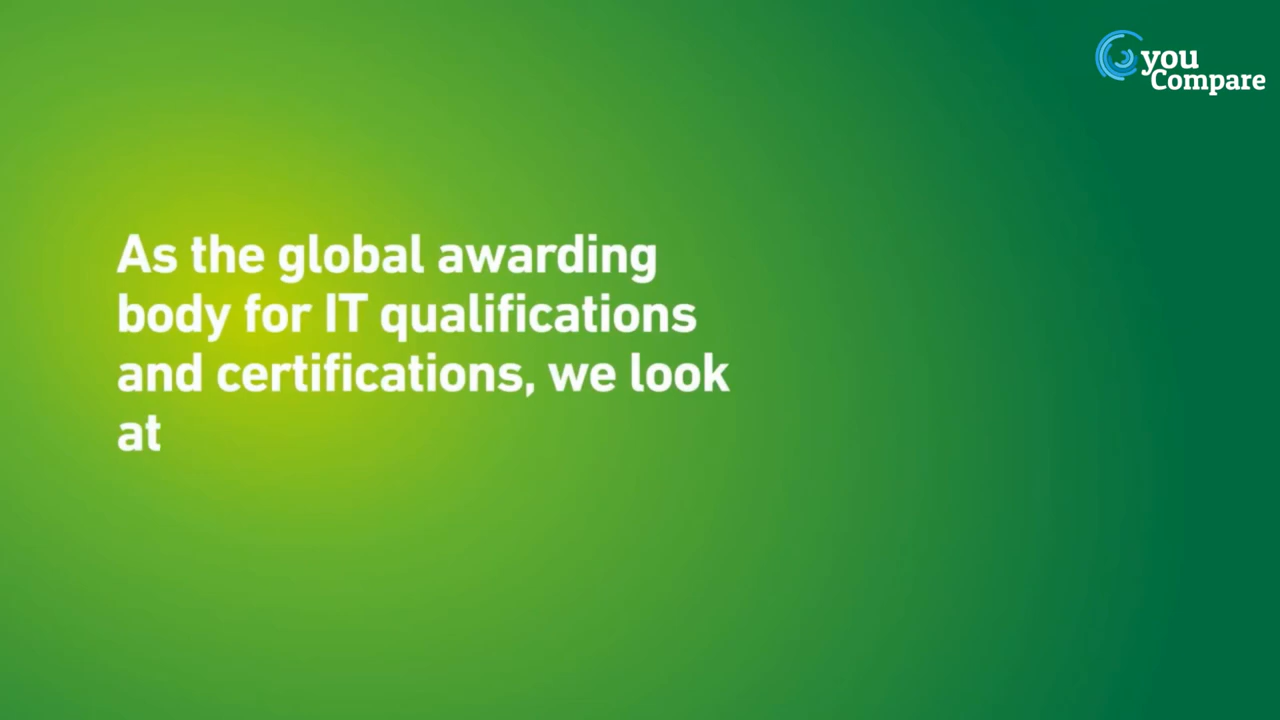 you
Compare
As the global awarding
body for IT qualifications
and certifications, we look
at